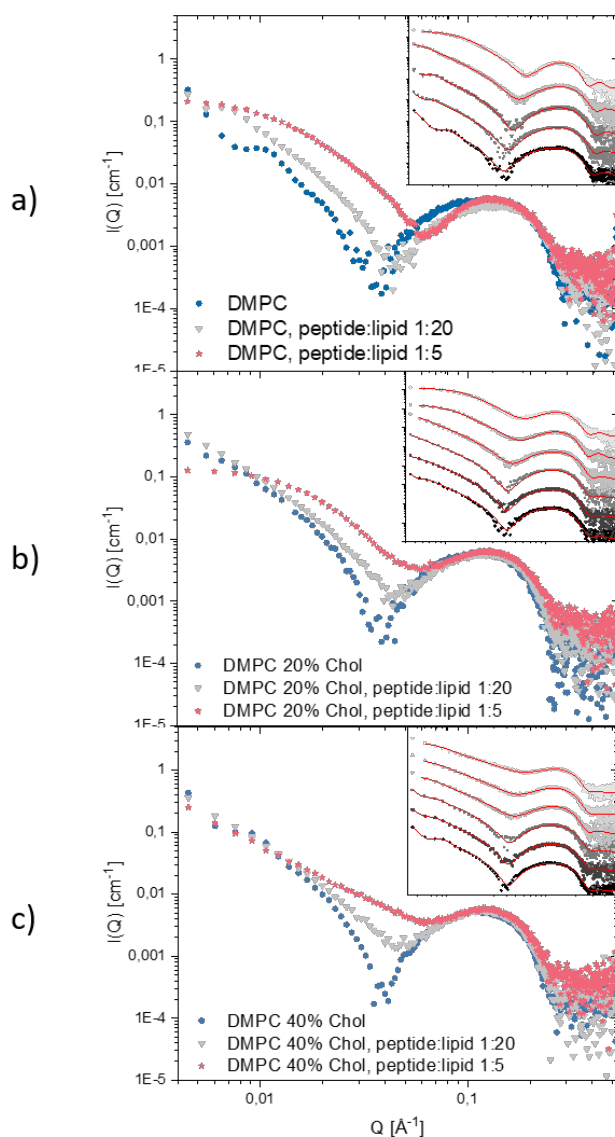 a)
I(Q) [cm⁻¹]
1
0,1
0,01
0,001
1E-4
1E-5
DMPC
DMPC, peptide:lipid 1:20
DMPC, peptide:lipid 1:5
b)
I(Q) [cm⁻¹]
1
0,1
0,01
0,001
1E-4
1E-5
DMPC 20% Chol
DMPC 20% Chol, peptide:lipid 1:20
DMPC 20% Chol, peptide:lipid 1:5
c)
I(Q) [cm⁻¹]
1
0,1
0,01
0,001
1E-4
1E-5
DMPC 40% Chol
DMPC 40% Chol, peptide:lipid 1:20
DMPC 40% Chol, peptide:lipid 1:5
0,01
0,1
Q [Å⁻¹]